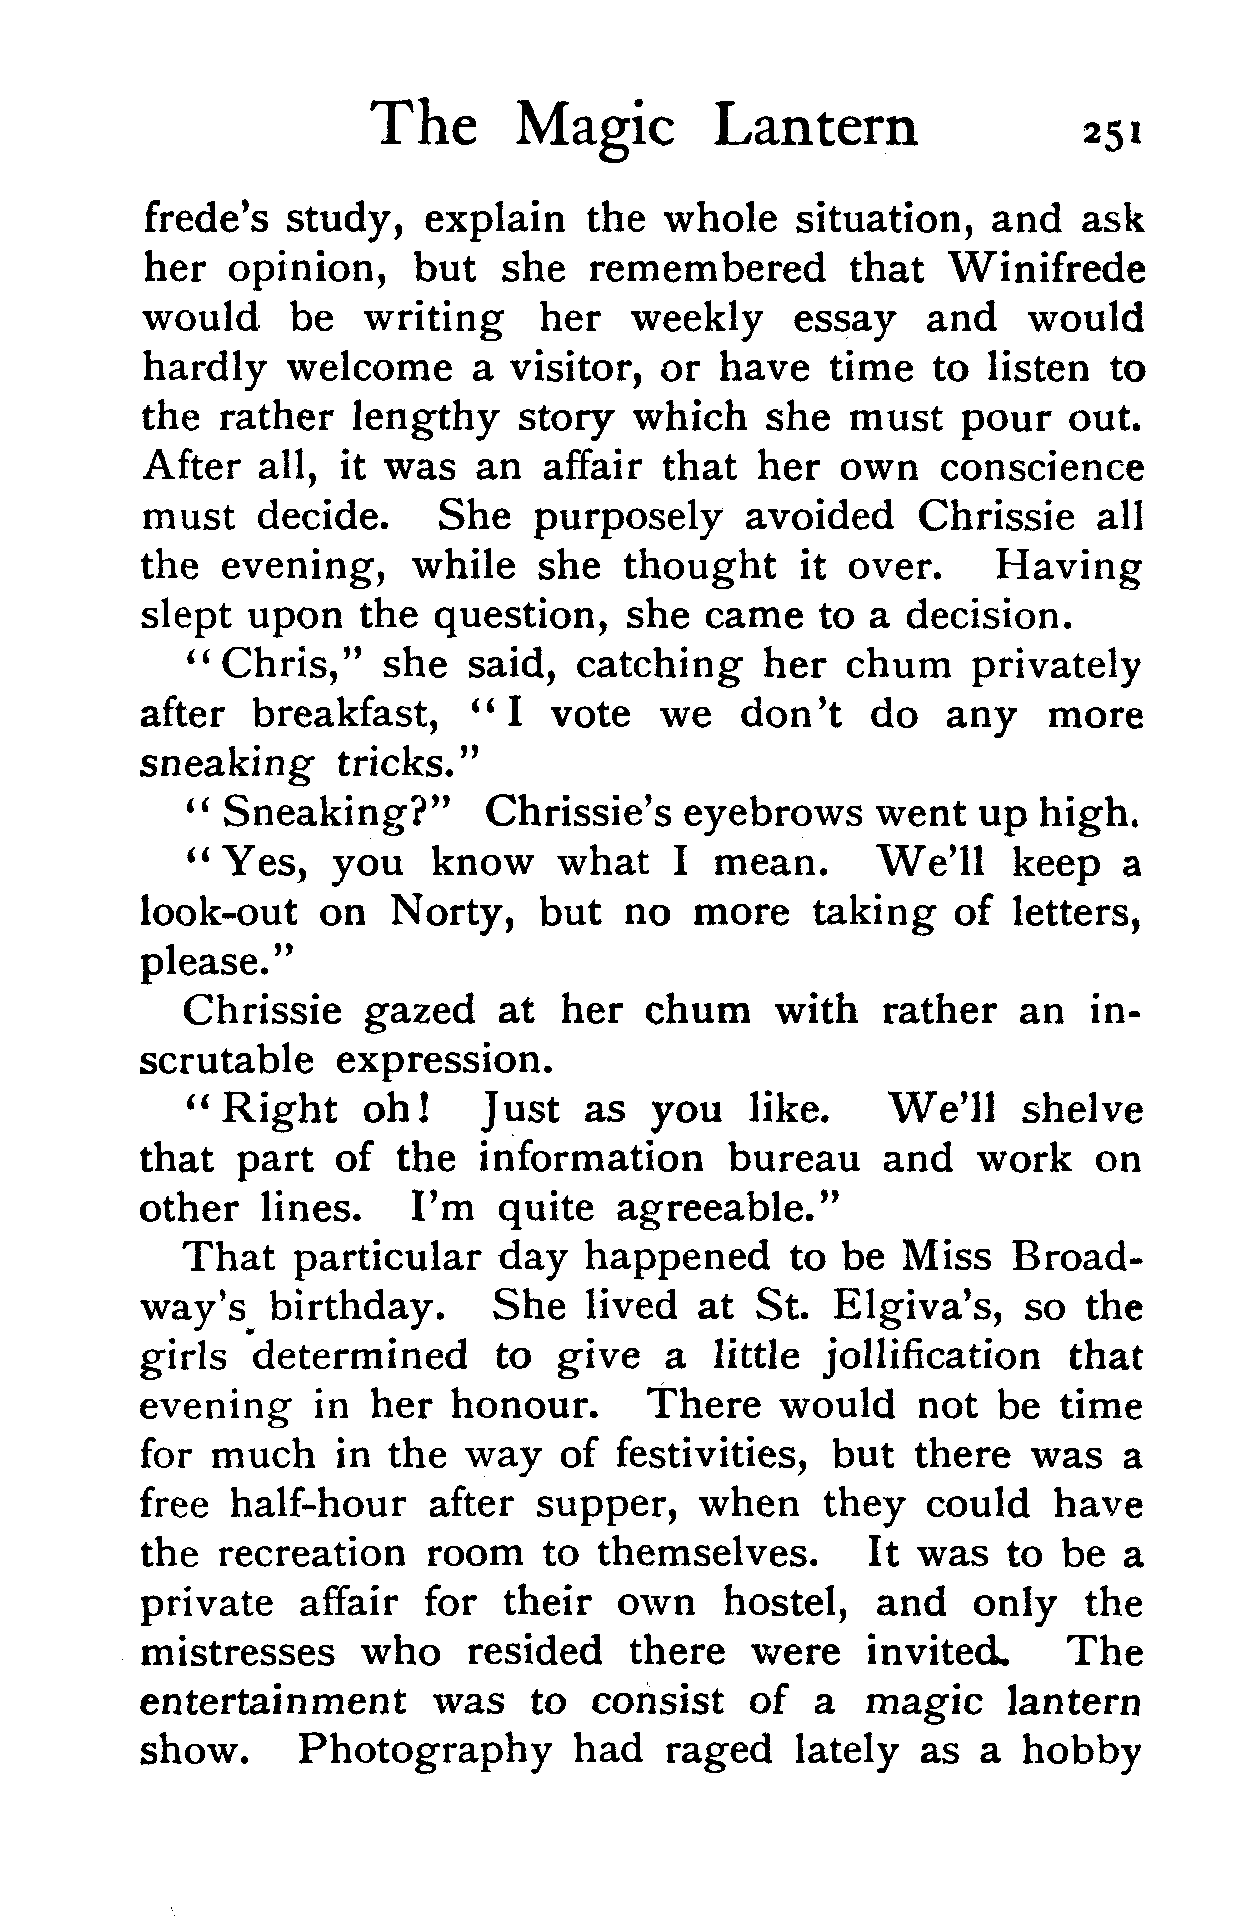 The Magic Lantern 251
frede's study, explain the whole situation, and ask
her opinion, but she remembered that Winifrede
would be writing her weekly essay and would
hardly welcome a visitor, or have time to listen to
the rather lengthy story which she must pour out.
After all, it was an affair that her own conscience
must decide. She purposely avoided Chrissie all
the evening, while she thought it over. Having
slept upon the question, she came to a decision.
"Chris," she said, catching her chum privately
after breakfast, "I vote we don't do any more
sneaking tricks."
"Sneaking?" Chrissie's eyebrows went up high.
"Yes, you know what I mean. We'll keep a
look-out on Norty, but no more taking of letters,
please."
Chrissie gazed at her chum with rather an in-
scrutable expression.
"Right oh! Just as you like. We'll shelve
that part of the information bureau and work on
other lines. I'm quite agreeable."
That particular day happened to be Miss Broad-
way's birthday. She lived at St. Elgiva's, so the
girls determined to give a little jollification that
evening in her honour. There would not be time
for much in the way of festivities, but there was a
free half-hour after supper, when they could have
the recreation room to themselves. It was to be a
private affair for their own hostel, and only the
mistresses who resided there were invited. The
entertainment was to consist of a magic lantern
show. Photography had raged lately as a hobby